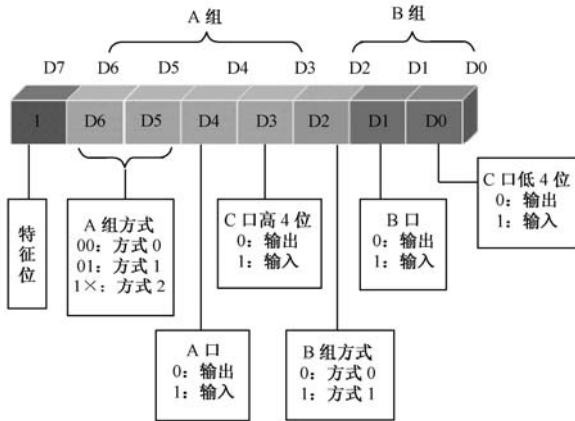 A 组
B 组
D7 D6 D5 D4 D3 D2 D1 D0
1 D6 D5 D4 D3 D2 D1 D0
特征位
A 组方式
00：方式 0
01：方式 1
1×：方式 2
C 口高 4 位
0：输出
1：输入
B 口
0：输出
1：输入
C 口低 4 位
0：输出
1：输入
A 口
0：输出
1：输入
B 组方式
0：方式 0
1：方式 1